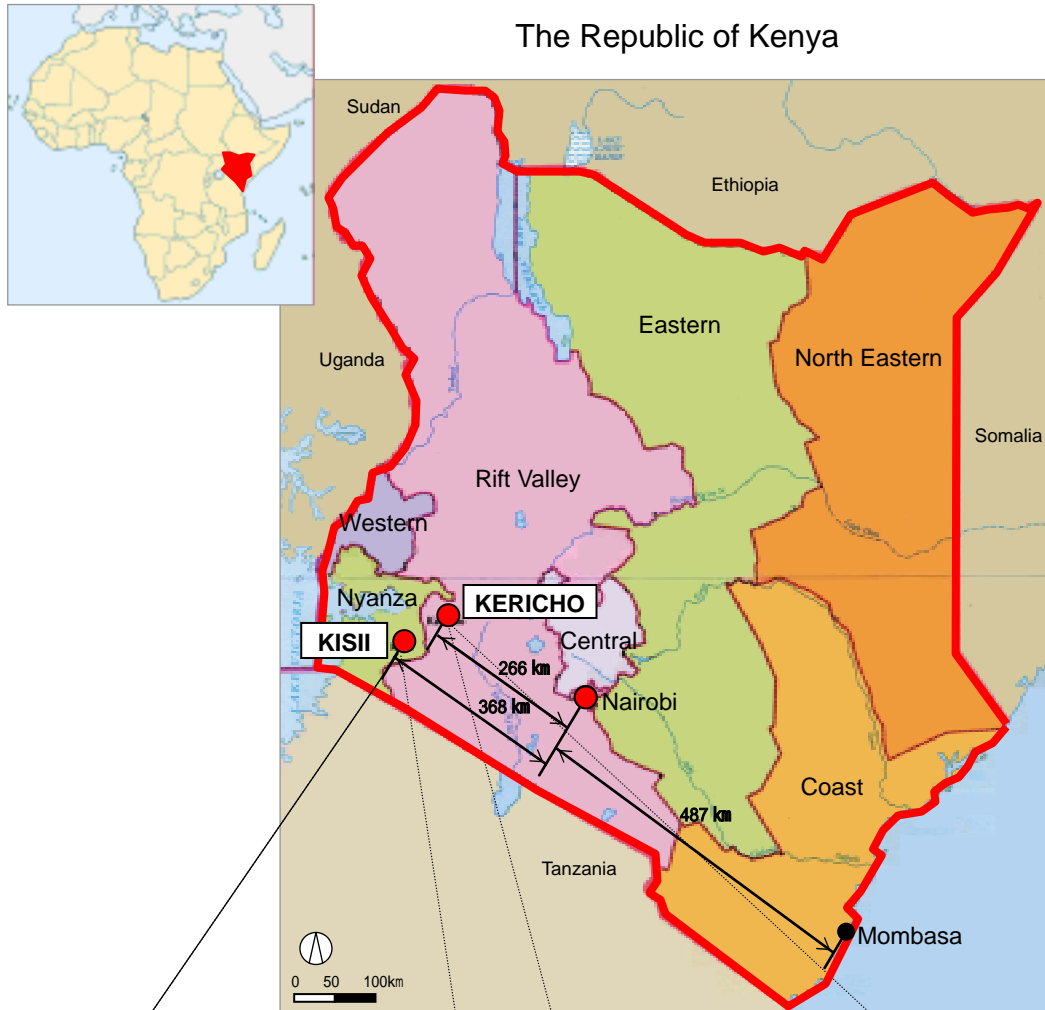 The Republic of Kenya
Sudan
Ethiopia
Eastern
North Eastern
Uganda
Somalia
Rift Valley
Western
Nyanza
KERICHO
KISII
Central
266 km
368 km
Nairobi
Coast
487 km
Tanzania
Mombasa
0 50 100km